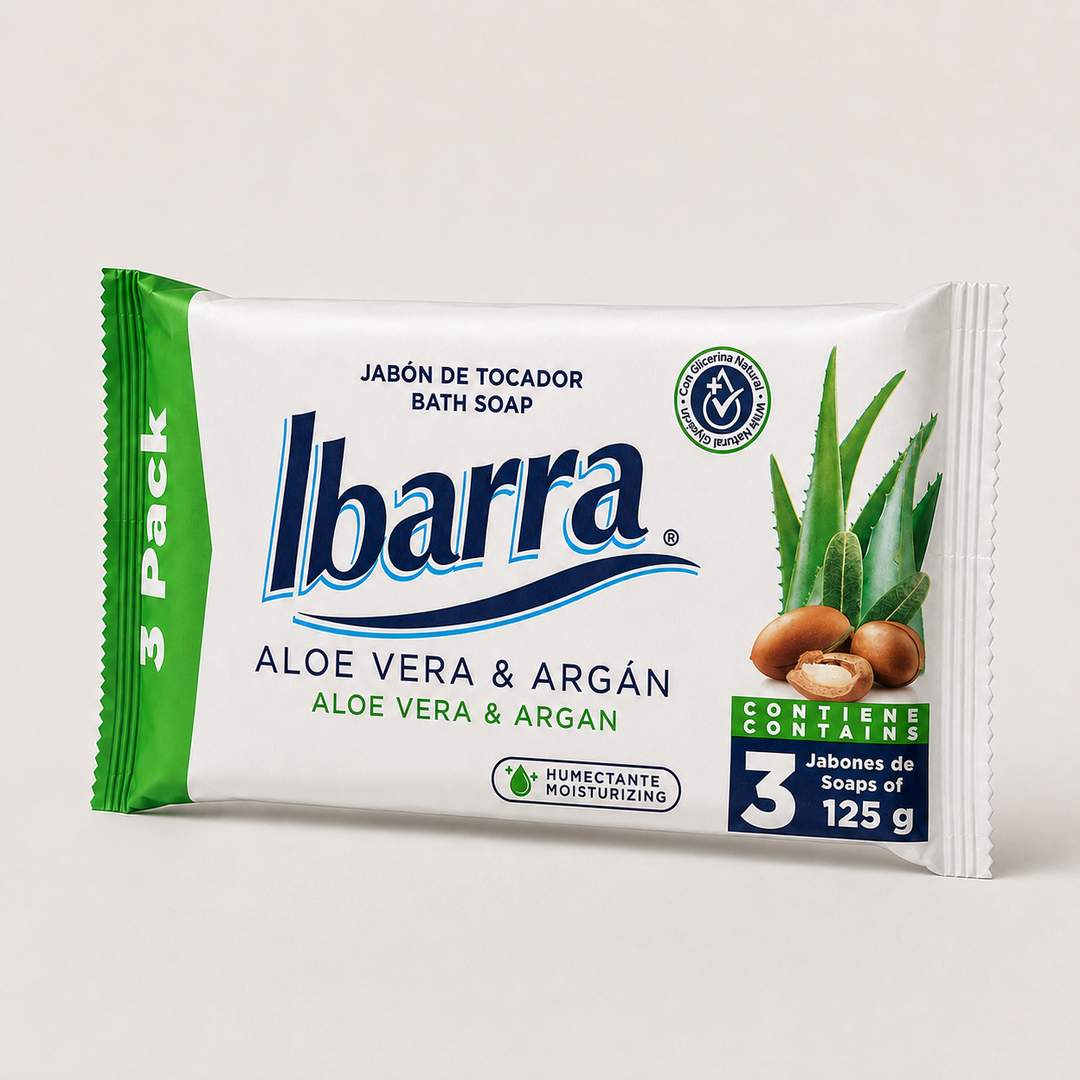 3 Pack
JABÓN DE TOCADOR
BATH SOAP
Con Glicerina Natural
With Natural Glycerin
Ibarra ®
ALOE VERA & ARGÁN
ALOE VERA & ARGAN
HUMECTANTE
MOISTURIZING
CONTIENE
CONTAINS
3
Jabones de
Soaps of
125 g